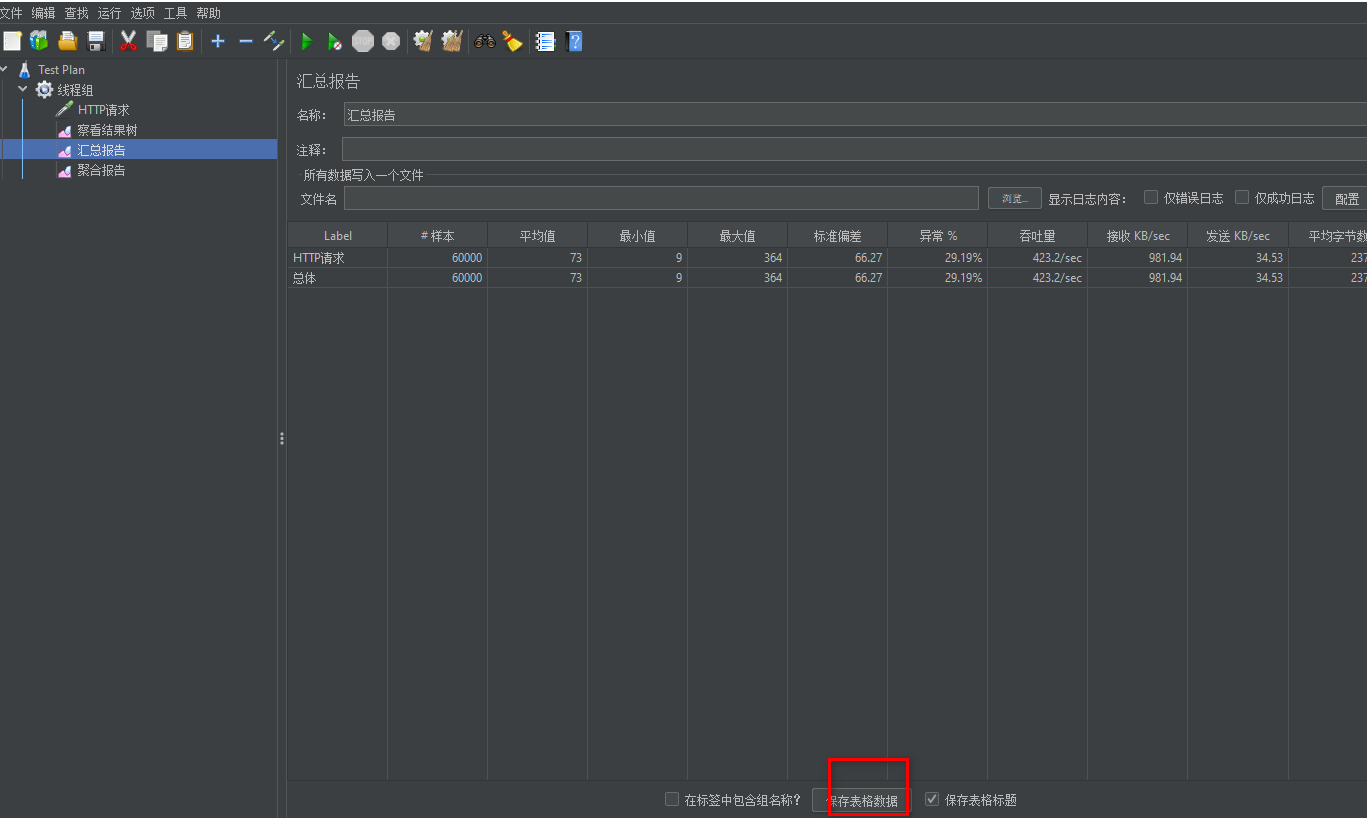 文件 编辑 查找 运行 选项 工具 帮助
STOP
Test Plan
线程组
HTTP请求
察看结果树
汇总报告
聚合报告
汇总报告
名称： 汇总报告
注释：
所有数据写入一个文件
文件名 浏览... 显示日志内容： 仅错误日志 仅成功日志 配置
Label # 样本 平均值 最小值 最大值 标准偏差 异常 % 吞吐量 接收 KB/sec 发送 KB/sec 平均字节数
HTTP请求 60000 73 9 364 66.27 29.19% 423.2/sec 981.94 34.53 237
总体 60000 73 9 364 66.27 29.19% 423.2/sec 981.94 34.53 237
在标签中包含组名称？ 保存表格数据 保存表格标题